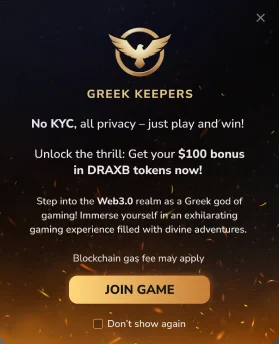 GREEK KEEPERS
No KYC, all privacy – just play and win!
Unlock the thrill: Get your $100 bonus
in DRAXB tokens now!
Step into the Web3.0 realm as a Greek god of
gaming! Immerse yourself in an exhilarating
gaming experience filled with divine adventures.
Blockchain gas fee may apply
JOIN GAME
Don't show again